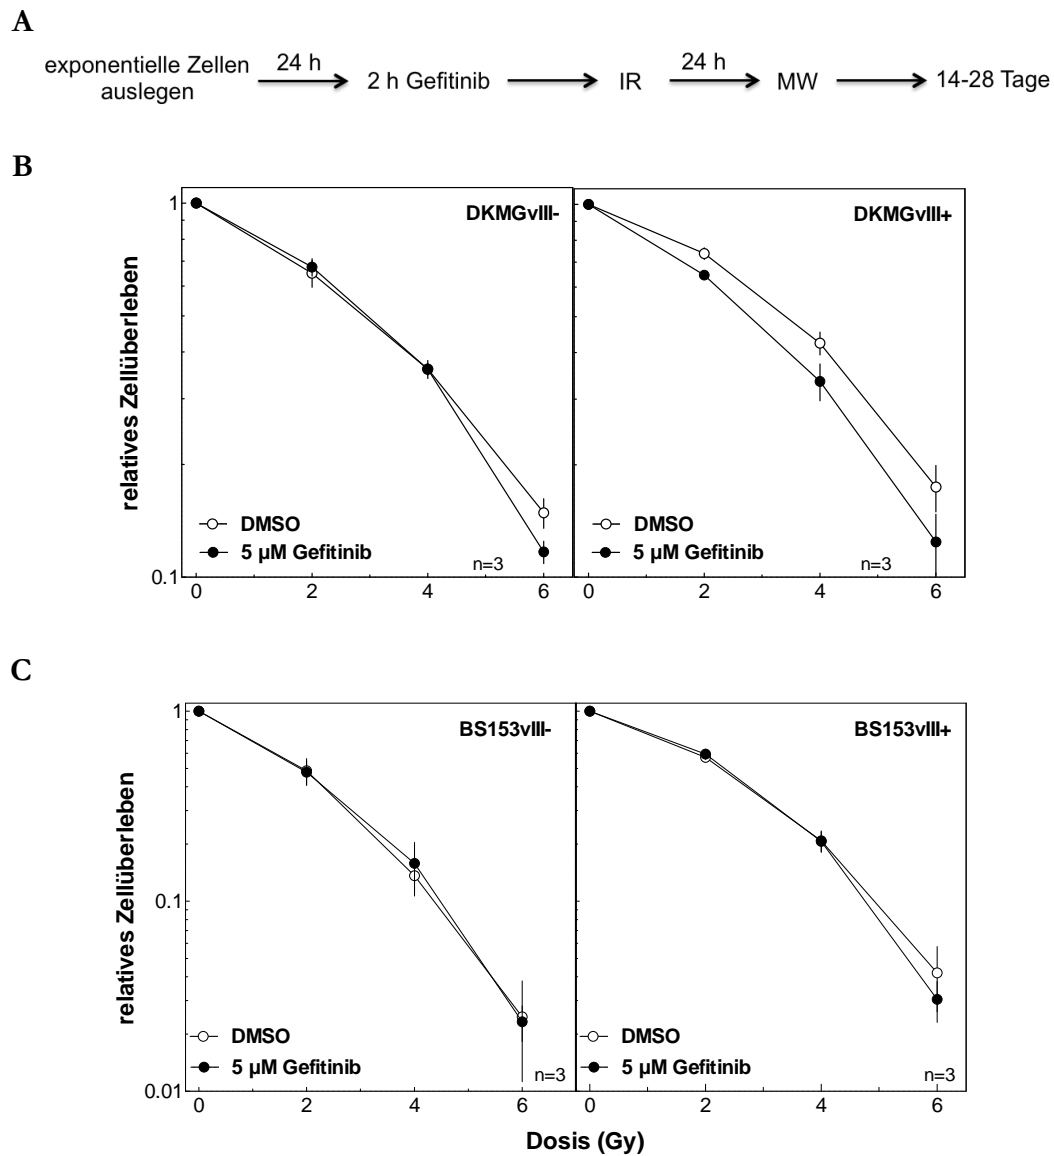 A
exponentielle Zellen
auslegen
24 h
2 h Gefitinib
IR
24 h
MW
14-28 Tage
B
relatives Zellüberleben
1
0.1
DKMGvIII-
DMSO
5 µM Gefitinib
n=3
0 2 4 6
DKMGvIII+
DMSO
5 µM Gefitinib
n=3
0 2 4 6
C
relatives Zellüberleben
1
0.1
0.01
BS153vIII-
DMSO
5 µM Gefitinib
n=3
0 2 4 6
BS153vIII+
DMSO
5 µM Gefitinib
n=3
0 2 4 6
Dosis (Gy)